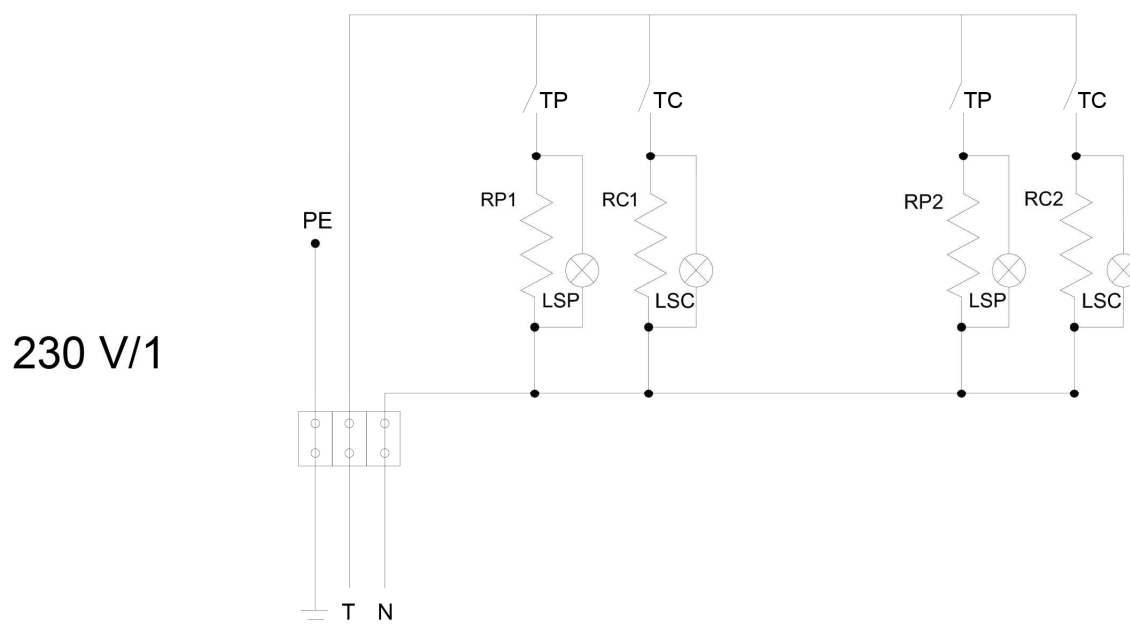 TP TC TP TC
RP1 RC1 RP2 RC2
PE
LSP LSC LSP LSC
230 V/1
T N